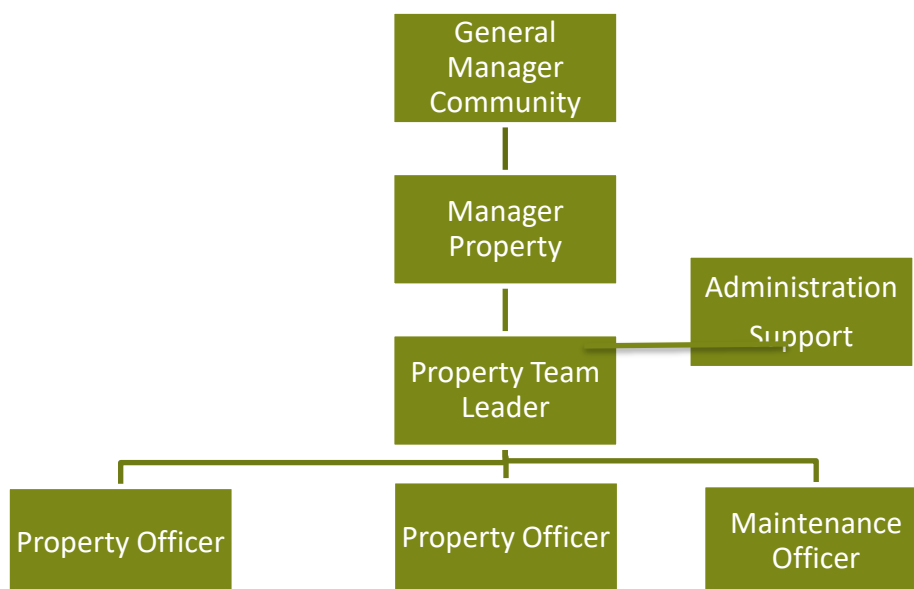 General
Manager
Community
Manager
Property
Administration
Support
Property Team
Leader
Property Officer
Property Officer
Maintenance
Officer